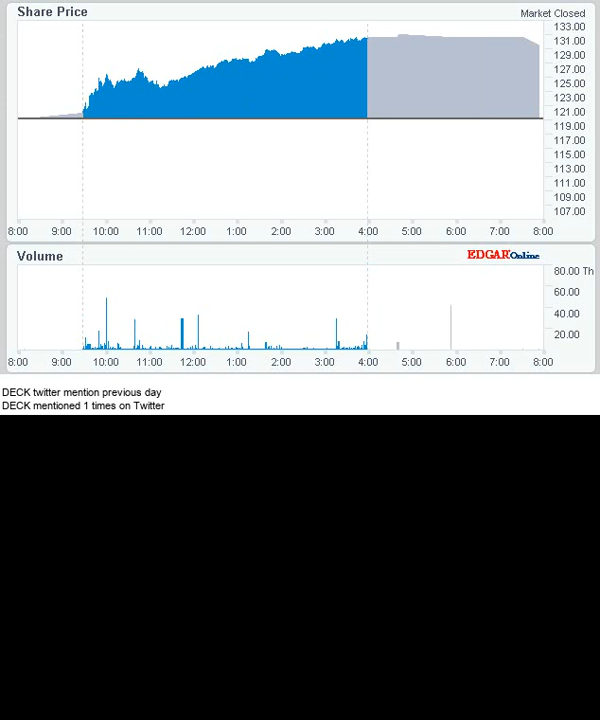 Share Price
Market Closed
133.00
131.00
129.00
127.00
125.00
123.00
121.00
119.00
117.00
115.00
113.00
111.00
109.00
107.00
8:00 9:00 10:00 11:00 12:00 1:00 2:00 3:00 4:00 5:00 6:00 7:00 8:00
Volume
EDGAR Online
80.00 Th
60.00
40.00
20.00
8:00 9:00 10:00 11:00 12:00 1:00 2:00 3:00 4:00 5:00 6:00 7:00 8:00
DECK twitter mention previous day
DECK mentioned 1 times on Twitter